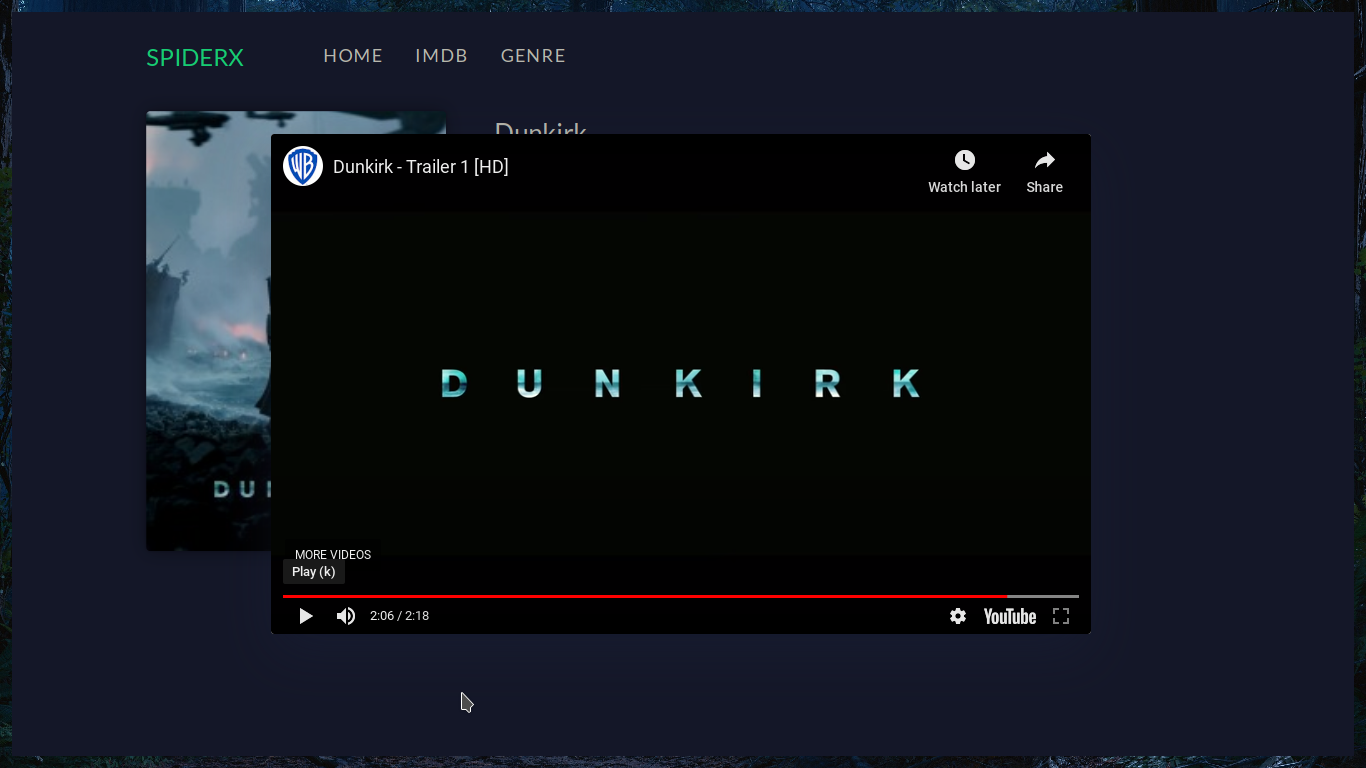 SPIDERX HOME IMDB GENRE
Dunkirk
WB Dunkirk - Trailer 1 [HD]
Watch later Share
DUNKIRK
DUN
MORE VIDEOS
Play (k)
2:06 / 2:18 YouTube